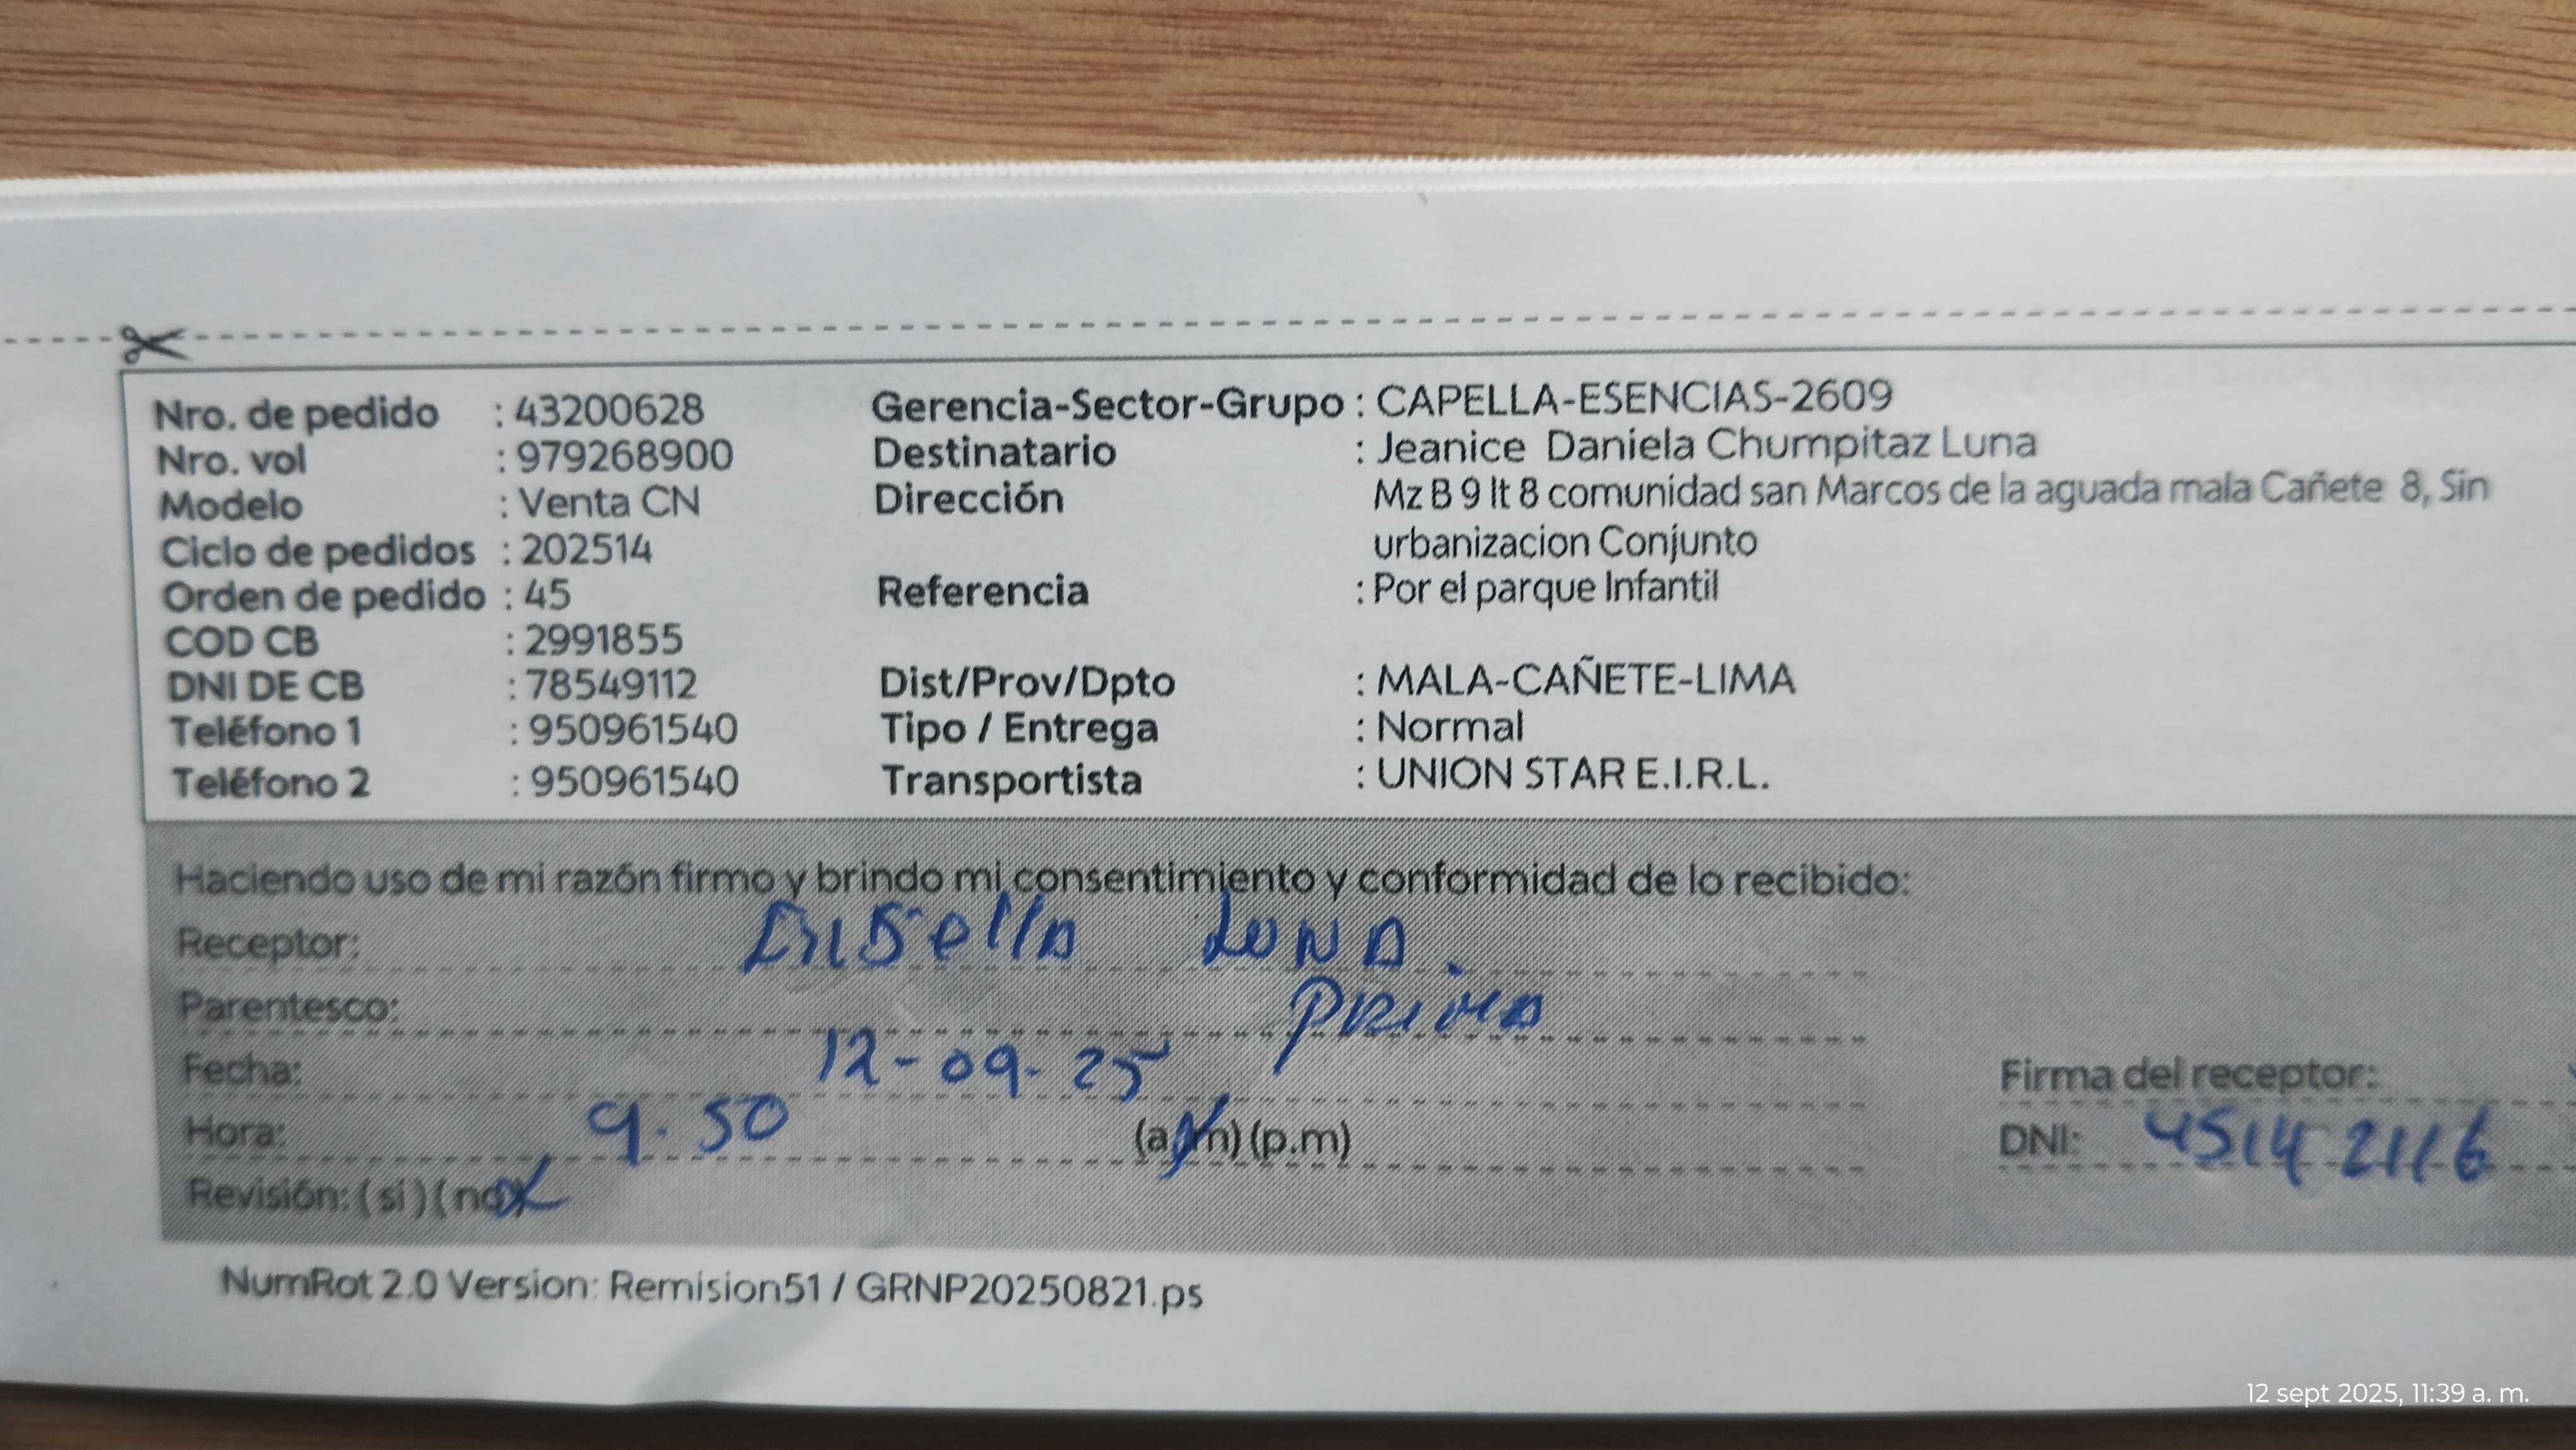 Nro. de pedido : 43200628 Gerencia-Sector-Grupo : CAPELLA-ESENCIAS-2609
Nro. vol : 979268900 Destinatario : Jeanice Daniela Chumpitaz Luna
Modelo : Venta CN Dirección Mz B 9 lt 8 comunidad san Marcos de la aguada mala Cañete 8, Sin
Ciclo de pedidos : 202514 urbanizacion Conjunto
Orden de pedido : 45 Referencia : Por el parque Infantil
COD CB : 2991855
DNI DE CB : 78549112 Dist/Prov/Dpto : MALA-CAÑETE-LIMA
Teléfono 1 : 950961540 Tipo / Entrega : Normal
Teléfono 2 : 950961540 Transportista : UNION STAR E.I.R.L.
Haciendo uso de mi razón firmo y brindo mi consentimiento y conformidad de lo recibido:
Receptor: LUNA.
Parentesco: PRIMA
Fecha: 12-09-25 Firma del receptor:
Hora: 9.50 (a.m) (p.m) DNI: 45142116
Revisión: (si) (no)
NumRot 2.0 Version: Remision51 / GRNP20250821.ps
12 sept 2025, 11:39 a. m.